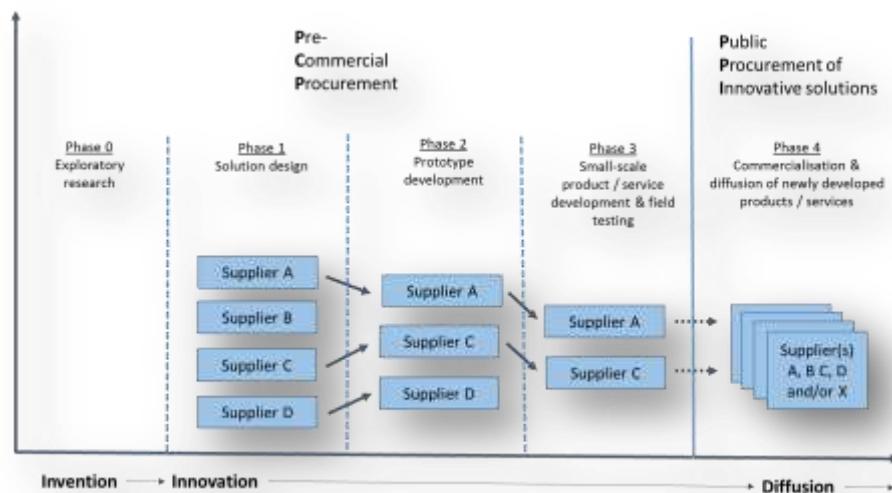 Pre-
Commercial
Procurement
Public
Procurement of
Innovative solutions
Phase 0
Exploratory
research
Phase 1
Solution design
Phase 2
Prototype
development
Phase 3
Small-scale
product / service
development & field
testing
Phase 4
Commercialisation &
diffusion of newly developed
products / services
Supplier A
Supplier B
Supplier C
Supplier D
Supplier A
Supplier C
Supplier D
Supplier A
Supplier C
Supplier(s)
A, B C, D
and/or X
Invention
Innovation
Diffusion